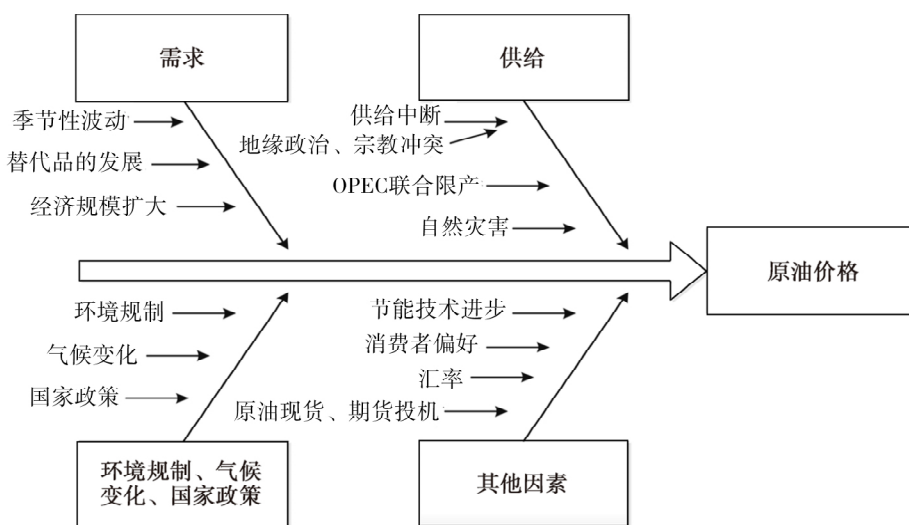 需求
供给
季节性波动
替代品的发展
经济规模扩大
供给中断
地缘政治、宗教冲突
OPEC联合限产
自然灾害
原油价格
环境规制
气候变化
国家政策
节能技术进步
消费者偏好
汇率
原油现货、期货投机
环境规制、气候
变化、国家政策
其他因素